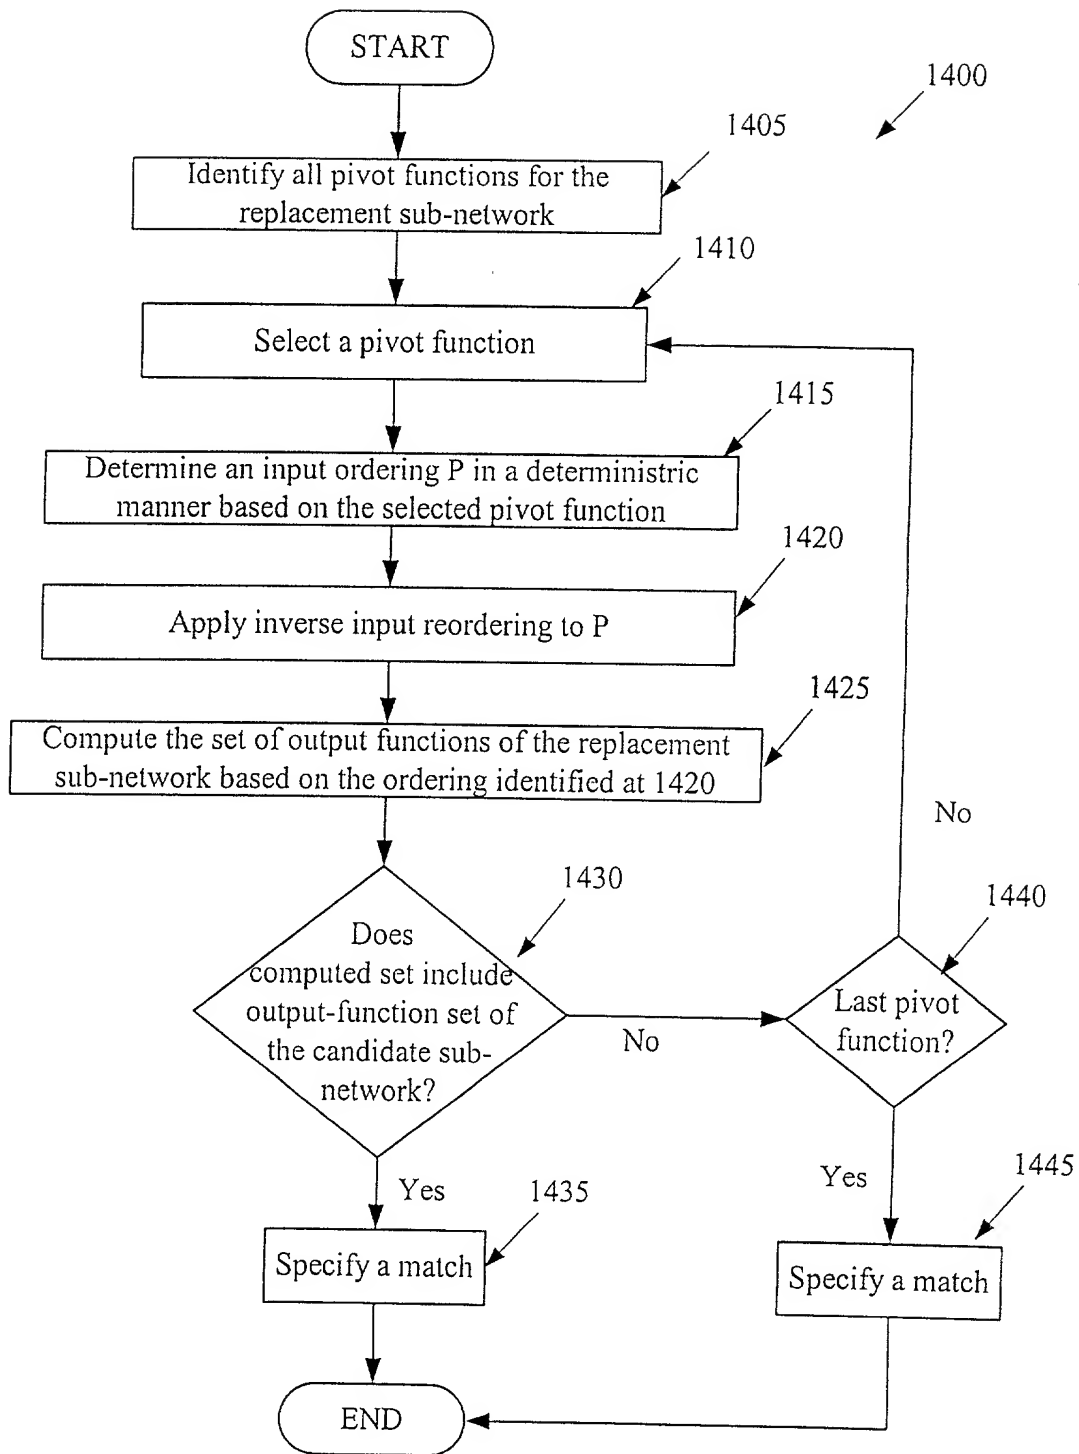 START
1400
1405
Identify all pivot functions for the
replacement sub-network
1410
Select a pivot function
1415
Determine an input ordering P in a deterministric
manner based on the selected pivot function
1420
Apply inverse input reordering to P
1425
Compute the set of output functions of the replacement
sub-network based on the ordering identified at 1420
No
1430
1440
Does
computed set include
output-function set of
the candidate sub-
network?
No
Last pivot
function?
Yes
1435
Yes
1445
Specify a match
Specify a match
END